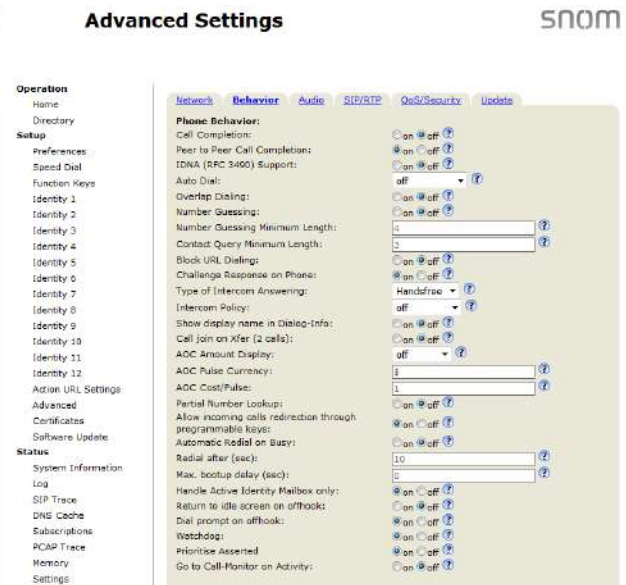 Advanced Settings
snom
Operation
Home
Directory
Setup
Preferences
Speed Dial
Function Keys
Identity 1
Identity 2
Identity 3
Identity 4
Identity 5
Identity 6
Identity 7
Identity 8
Identity 9
Identity 10
Identity 11
Identity 12
Action URL Settings
Advanced
Certificates
Software Update
Status
System Information
Log
SIP Trace
DNS Cache
Subscriptions
PCAP Trace
Memory
Settings
Network Behavior Audio SIP/RTP QoS/Security Update
Phone Behavior:
Call Completion: on off ?
Peer to Peer Call Completion: on off ?
IDNA (RFC 3490) Support: on off ?
Auto Dial: off ?
Overlap Dialing: on off ?
Number Guessing: on off ?
Number Guessing Minimum Length: 4 ?
Contact Query Minimum Length: 3 ?
Block URL Dialing: on off ?
Challenge Response on Phone: on off ?
Type of Intercom Answering: Handsfree ?
Intercom Policy: off ?
Show display name in Dialog-Info: on off ?
Call join on Xfer (2 calls): on off ?
AOC Amount Display: off ?
AOC Pulse Currency: $ ?
AOC Cost/Pulse: 1 ?
Partial Number Lookup: on off ?
Allow incoming calls redirection through
programmable keys: on off ?
Automatic Redial on Busy: on off ?
Redial after (sec): 10 ?
Max. bootup delay (sec): 0 ?
Handle Active Identity Mailbox only: on off ?
Return to idle screen on offhook: on off ?
Dial prompt on offhook: on off ?
Watchdog: on off ?
Prioritise Asserted on off ?
Go to Call-Monitor on Activity: on off ?